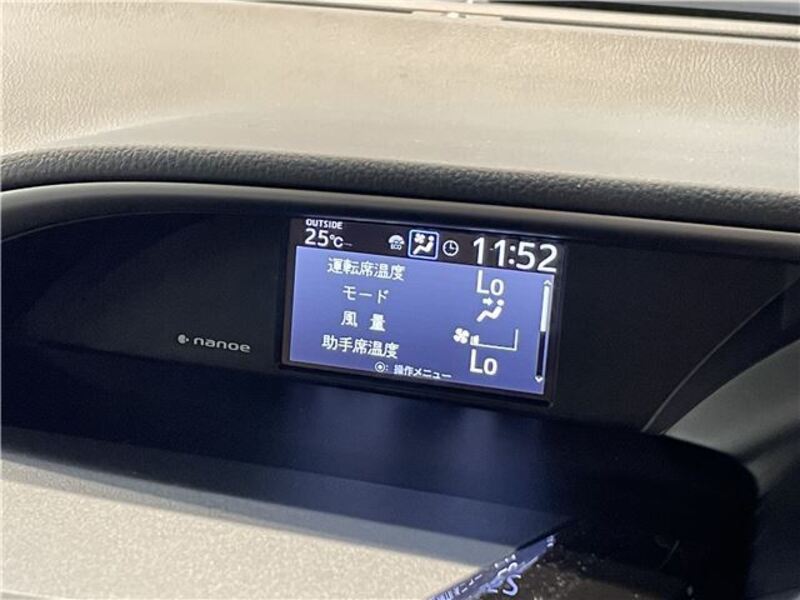 OUTSIDE
25℃
ECO
11:52
運転席温度 Lo
モード
風量
助手席温度 Lo
: 操作メニュー
nanoe